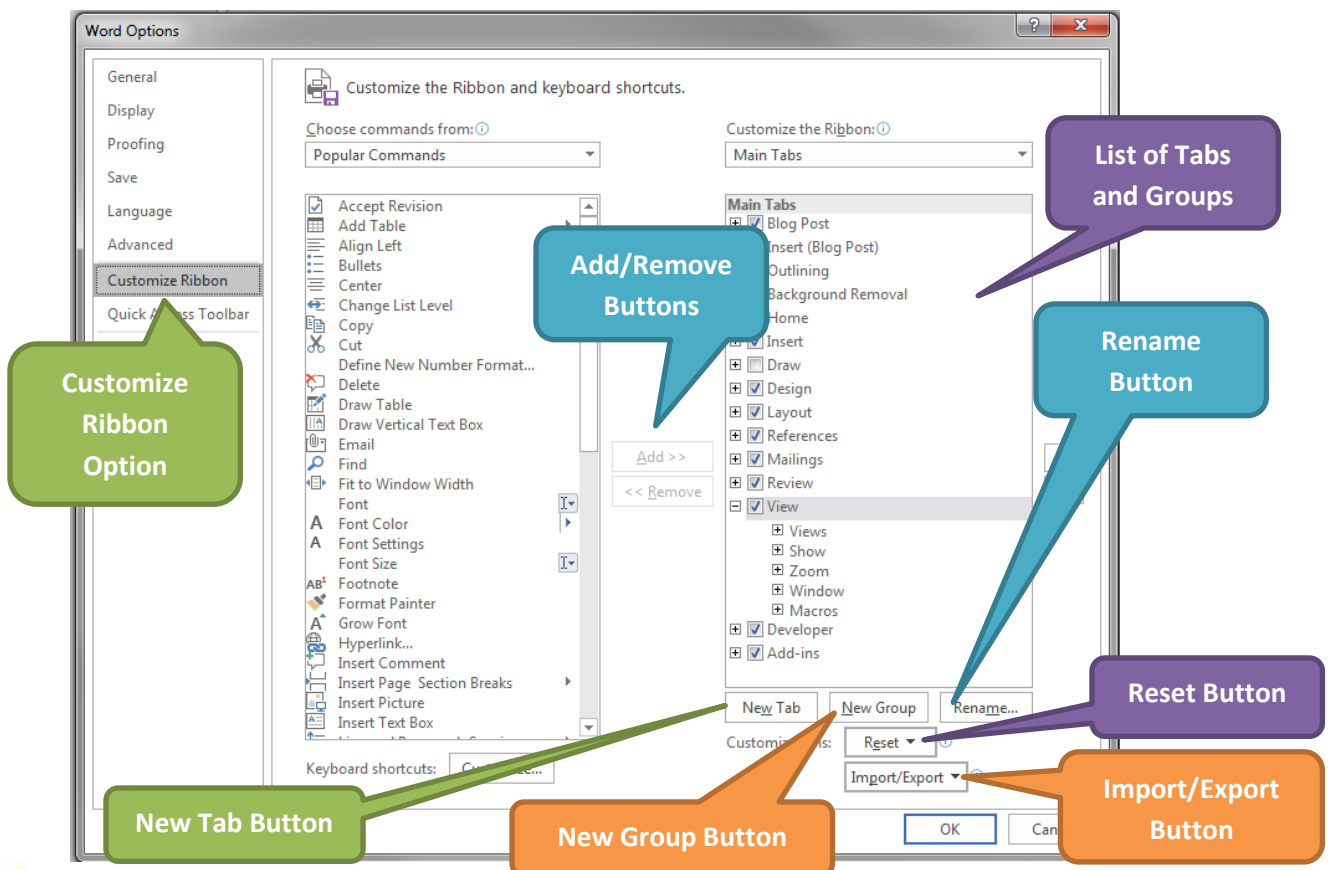 Word Options
?
X
General
Display
Proofing
Save
Language
Advanced
Customize Ribbon
Toolbar
Customize the Ribbon and keyboard shortcuts.
Choose commands from:
Popular Commands
Accept Revision
Add Table
Align Left
Bullets
Center
Change List Level
Copy
Cut
Define New Number Format...
Delete
Draw Table
Draw Vertical Text Box
Email
Find
Fit to Window Width
Font
Font Color
Font Settings
Font Size
Footnote
Format Painter
Grow Font
Hyperlink...
Insert Comment
Insert Page Section Breaks
Insert Picture
Insert Text Box
Keyboard shortcuts:
Add >>
<< Remove
Customize the Ribbon:
Main Tabs
Main Tabs
Blog Post
Insert (Blog Post)
Outlining
Background Removal
Home
Insert
Draw
Design
Layout
References
Mailings
Review
View
Views
Show
Zoom
Window
Macros
Developer
Add-ins
New Tab
New Group
Rename...
Reset
Import/Export
OK
List of Tabs
and Groups
Add/Remove
Buttons
Rename
Button
Customize
Ribbon
Option
Reset Button
Import/Export
Button
New Tab Button
New Group Button